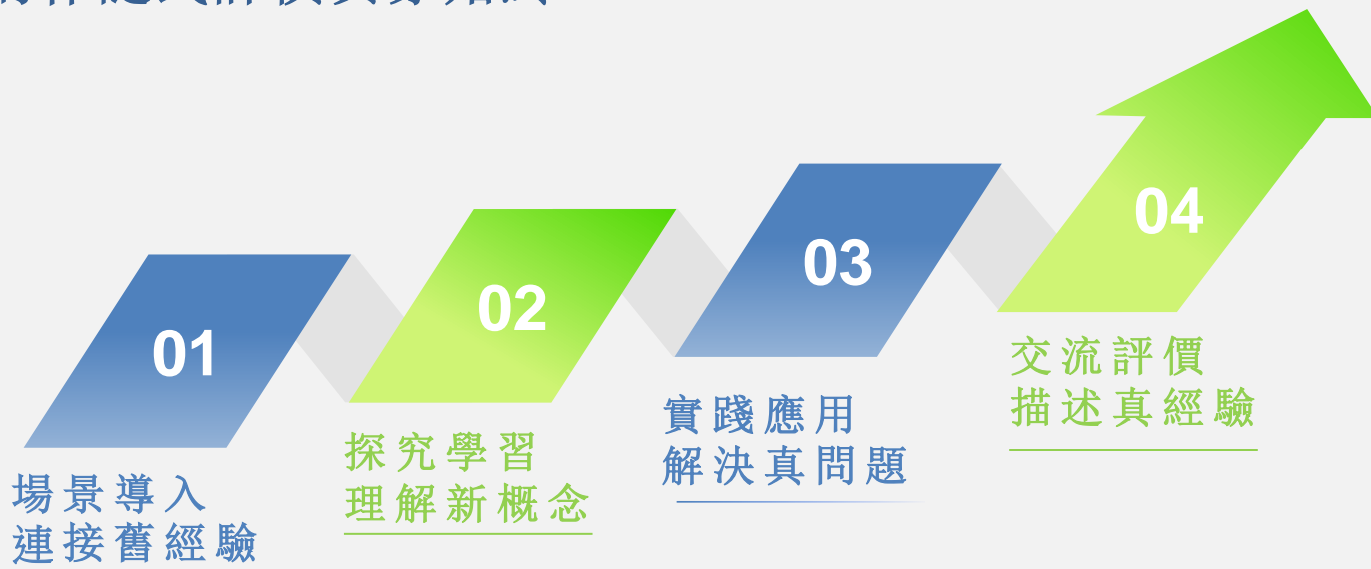 01
場景導入
連接舊經驗
02
探究學習
理解新概念
03
實踐應用
解決真問題
04
交流評價
描述真經驗